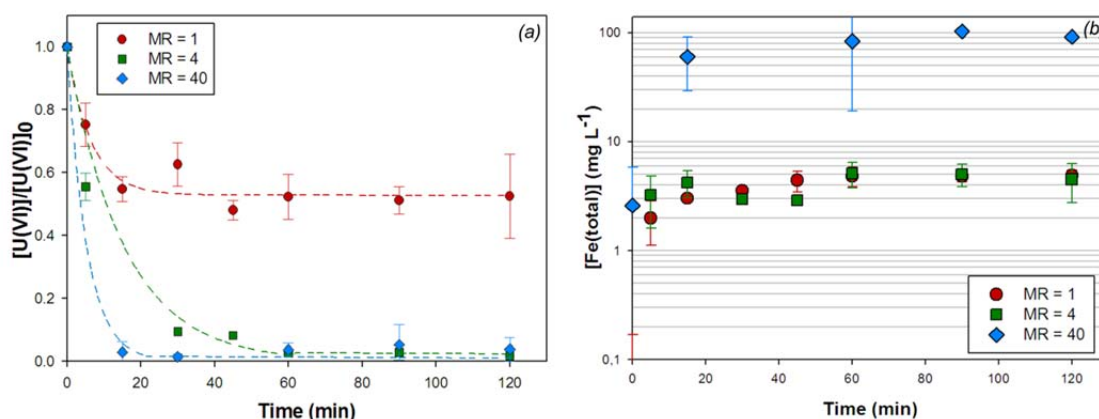 (a)
MR = 1
MR = 4
MR = 40
[U(VI)]/[U(VI)]0
1.0
0.8
0.6
0.4
0.2
0.0
0 20 40 60 80 100 120
Time (min)
(b)
[Fe(total)] (mg L-1)
100
10
1
0,1
MR = 1
MR = 4
MR = 40
0 20 40 60 80 100 120
Time (min)